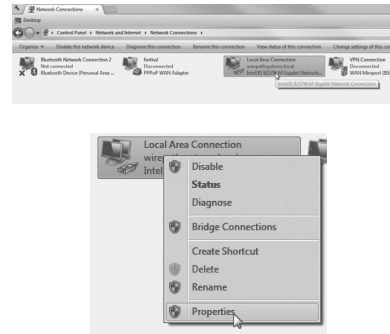 Network Connections
Desktop
Control Panel ▸ Network and Internet ▸ Network Connections ▸
Organize ▾ Disable this network device Diagnose this connection Rename this connection View status of this connection Change settings of this con
Bluetooth Network Connection 2
Not connected
Bluetooth Device (Personal Area ...
fortissl
Disconnected
PPPoP WAN Adapter
Local Area Connection
Intel(R) 82579LM Gigabit Network...
VPN Connection
Disconnected
WAN Miniport (IK
Intel(R) 82579LM Gigabit Network Connection
Local Area Connection
wire
Intel
Disable
Status
Diagnose
Bridge Connections
Create Shortcut
Delete
Rename
Properties